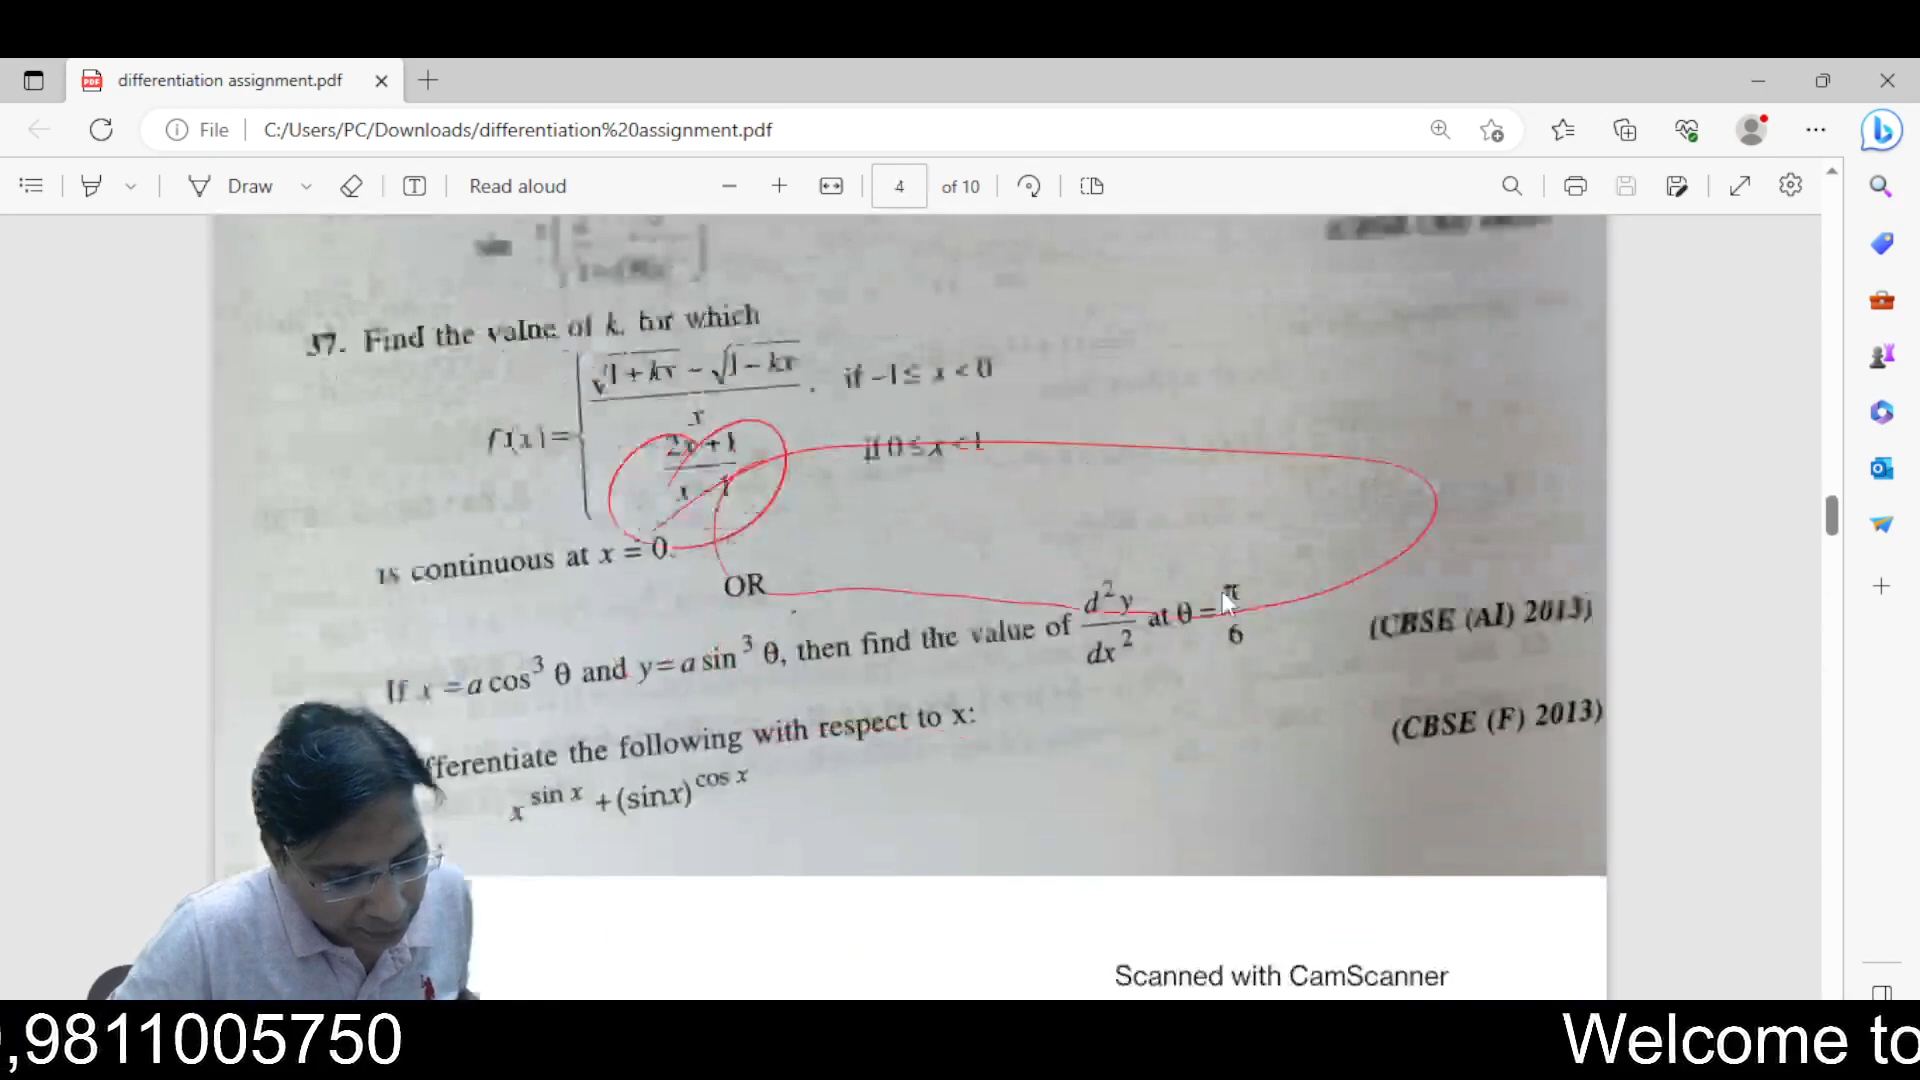 differentiation assignment.pdf
File C:/Users/PC/Downloads/differentiation%20assignment.pdf
Draw Read aloud 4 of 10
sin
37. Find the value of k, for which
f(x) = { (√1+kx − √1−kx)/x , if −1 ≤ x < 0
(2x+1)/(x−1) if 0 ≤ x < 1
is continuous at x = 0.
OR
If x = a cos³ θ and y = a sin³ θ, then find the value of d²y/dx² at θ = π/6 (CBSE (AI) 2013)
fferentiate the following with respect to x: (CBSE (F) 2013)
x^sin x + (sinx)^cos x
Scanned with CamScanner
,9811005750 Welcome to